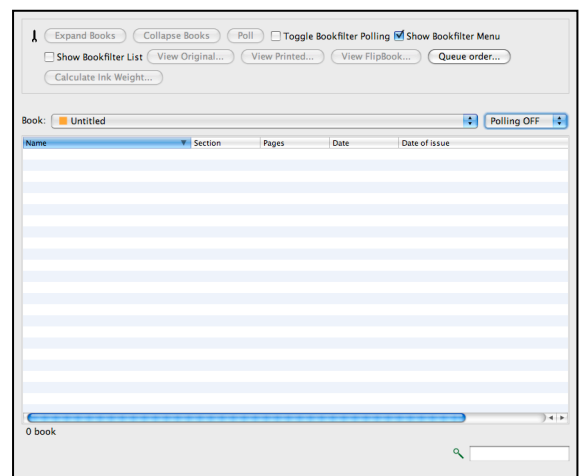 Expand Books Collapse Books Poll Toggle Bookfilter Polling Show Bookfilter Menu
Show Bookfilter List View Original... View Printed... View FlipBook... Queue order...
Calculate Ink Weight...
Book: Untitled Polling OFF
Name Section Pages Date Date of issue
0 book